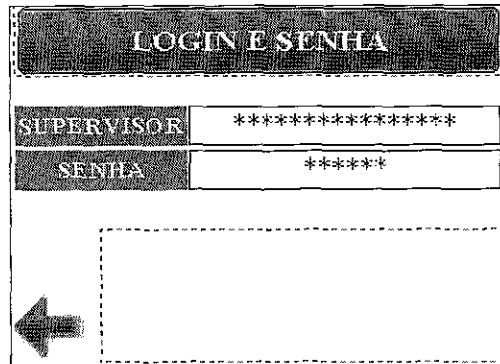 LOGIN E SENHA
SUPERVISOR ****************
SENHA ******